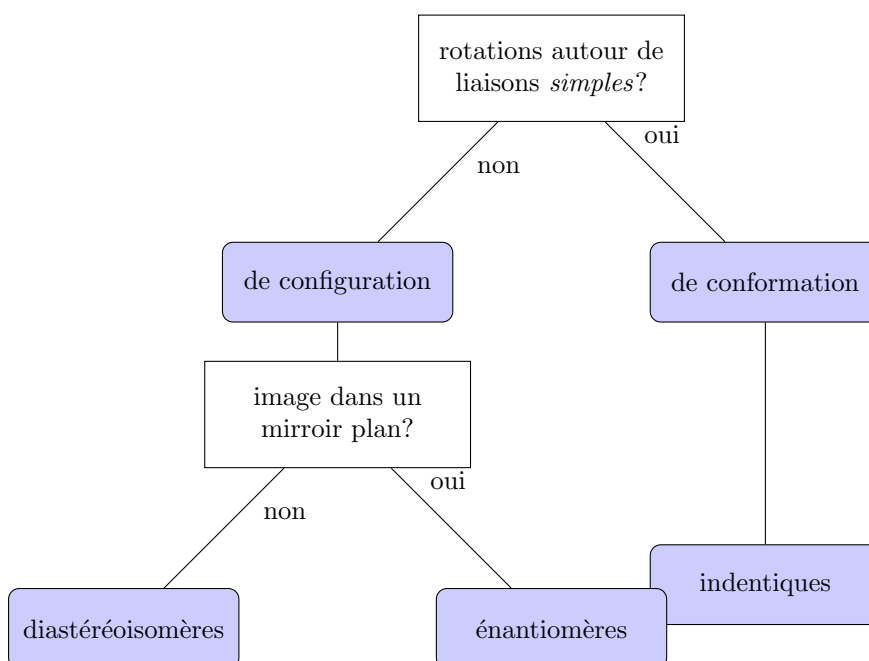 rotations autour de
liaisons simples?
non
oui
de configuration
de conformation
image dans un
mirroir plan?
non
oui
diastéréoisomères
énantiomères
indentiques